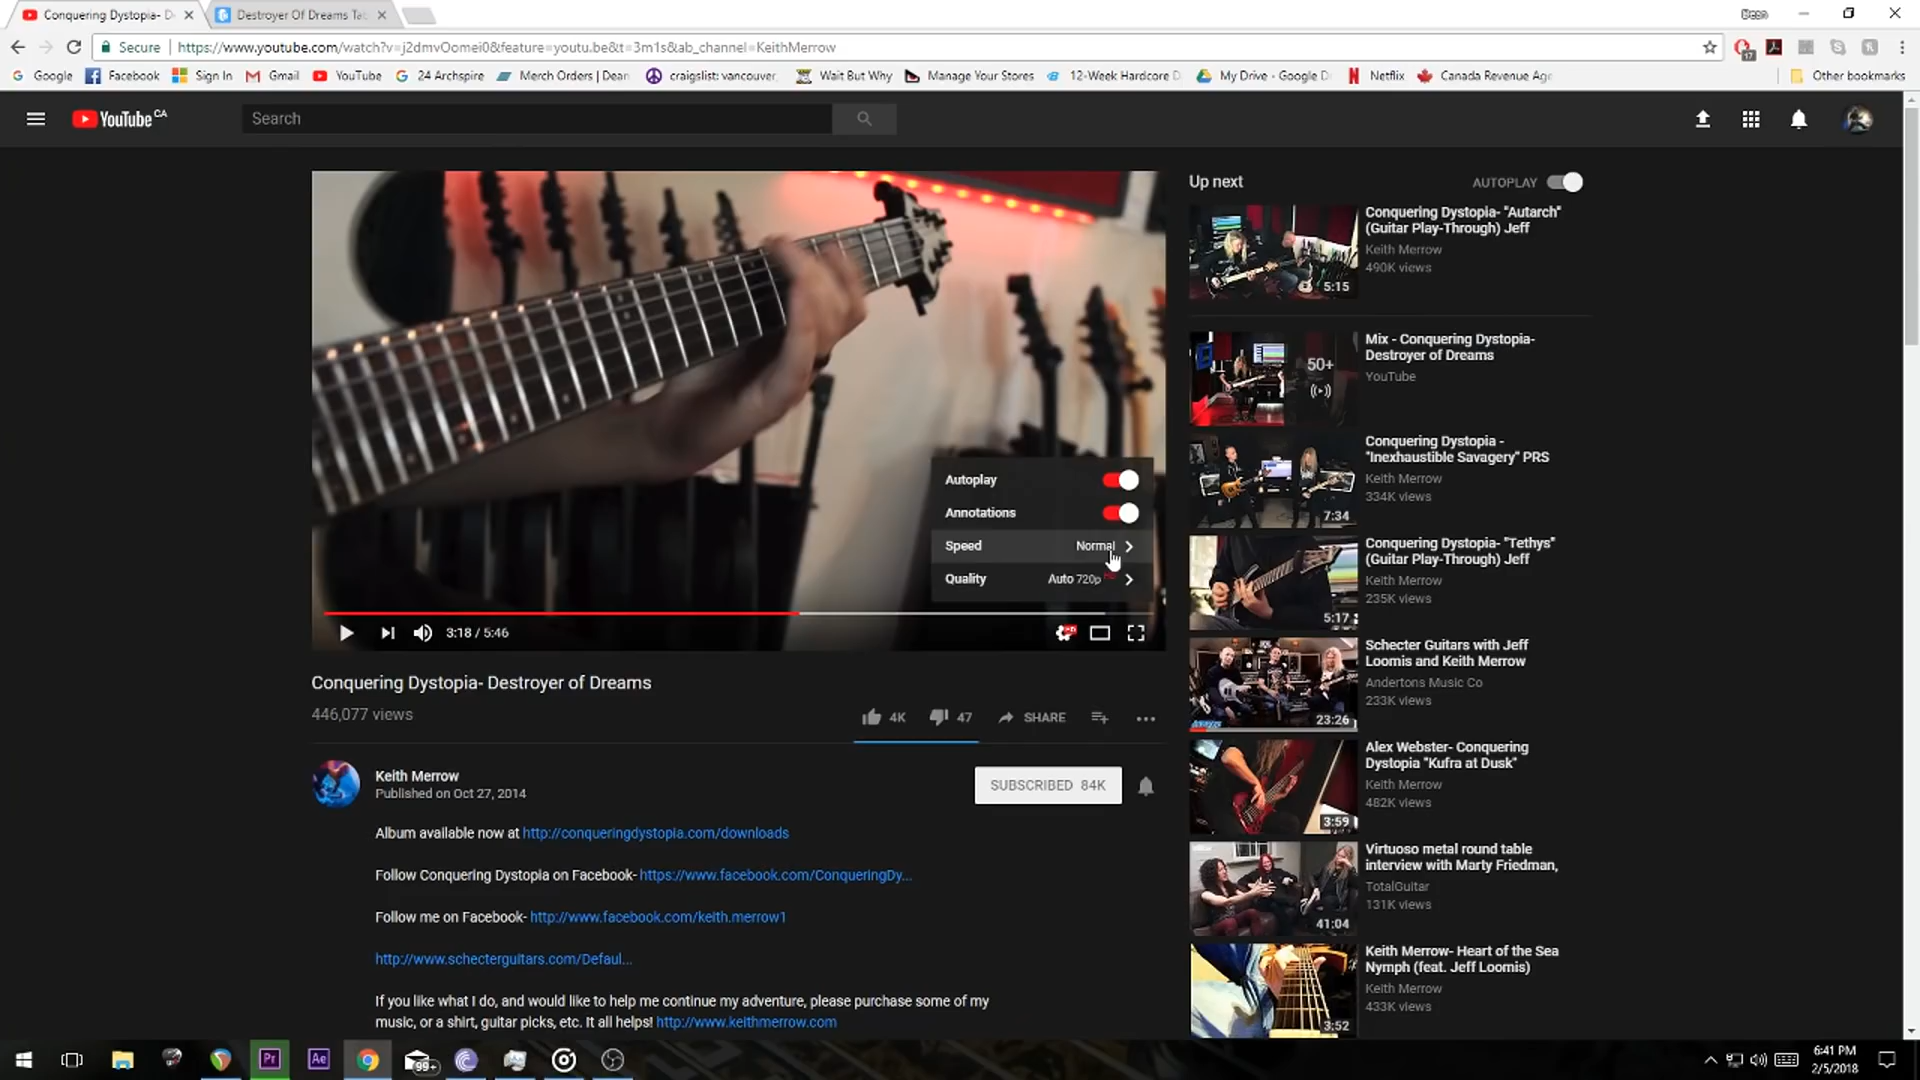 Conquering Dystopia- D
Destroyer Of Dreams Tab
Dean
Secure
https://www.youtube.com/watch?v=j2dmvOomei0&feature=youtu.be&t=3m1s&ab_channel=KeithMerrow
17
Google
Facebook
Sign In
Gmail
YouTube
24 Archspire
Merch Orders | Dean
craigslist: vancouver,
Wait But Why
Manage Your Stores
12-Week Hardcore D
My Drive - Google D
Netflix
Canada Revenue Age
Other bookmarks
YouTube CA
Search
Up next
AUTOPLAY
Conquering Dystopia- "Autarch"
(Guitar Play-Through) Jeff
Keith Merrow
490K views
5:15
Mix - Conquering Dystopia-
Destroyer of Dreams
YouTube
50+
Conquering Dystopia -
"Inexhaustible Savagery" PRS
Keith Merrow
334K views
7:34
Conquering Dystopia- "Tethys"
(Guitar Play-Through) Jeff
Keith Merrow
235K views
5:17
Schecter Guitars with Jeff
Loomis and Keith Merrow
Andertons Music Co
233K views
23:26
Alex Webster- Conquering
Dystopia "Kufra at Dusk"
Keith Merrow
482K views
3:59
Virtuoso metal round table
interview with Marty Friedman,
TotalGuitar
131K views
41:04
Keith Merrow- Heart of the Sea
Nymph (feat. Jeff Loomis)
Keith Merrow
433K views
3:52
Autoplay
Annotations
Speed Normal
Quality Auto 720p HD
3:18 / 5:46
HD
Conquering Dystopia- Destroyer of Dreams
446,077 views
4K
47
SHARE
Keith Merrow
Published on Oct 27, 2014
SUBSCRIBED 84K
Album available now at http://conqueringdystopia.com/downloads
Follow Conquering Dystopia on Facebook- https://www.facebook.com/ConqueringDy...
Follow me on Facebook- http://www.facebook.com/keith.merrow1
http://www.schecterguitars.com/Defaul...
If you like what I do, and would like to help me continue my adventure, please purchase some of my
music, or a shirt, guitar picks, etc. It all helps! http://www.keithmerrow.com
Pr
Ae
99+
6:41 PM
2/5/2018